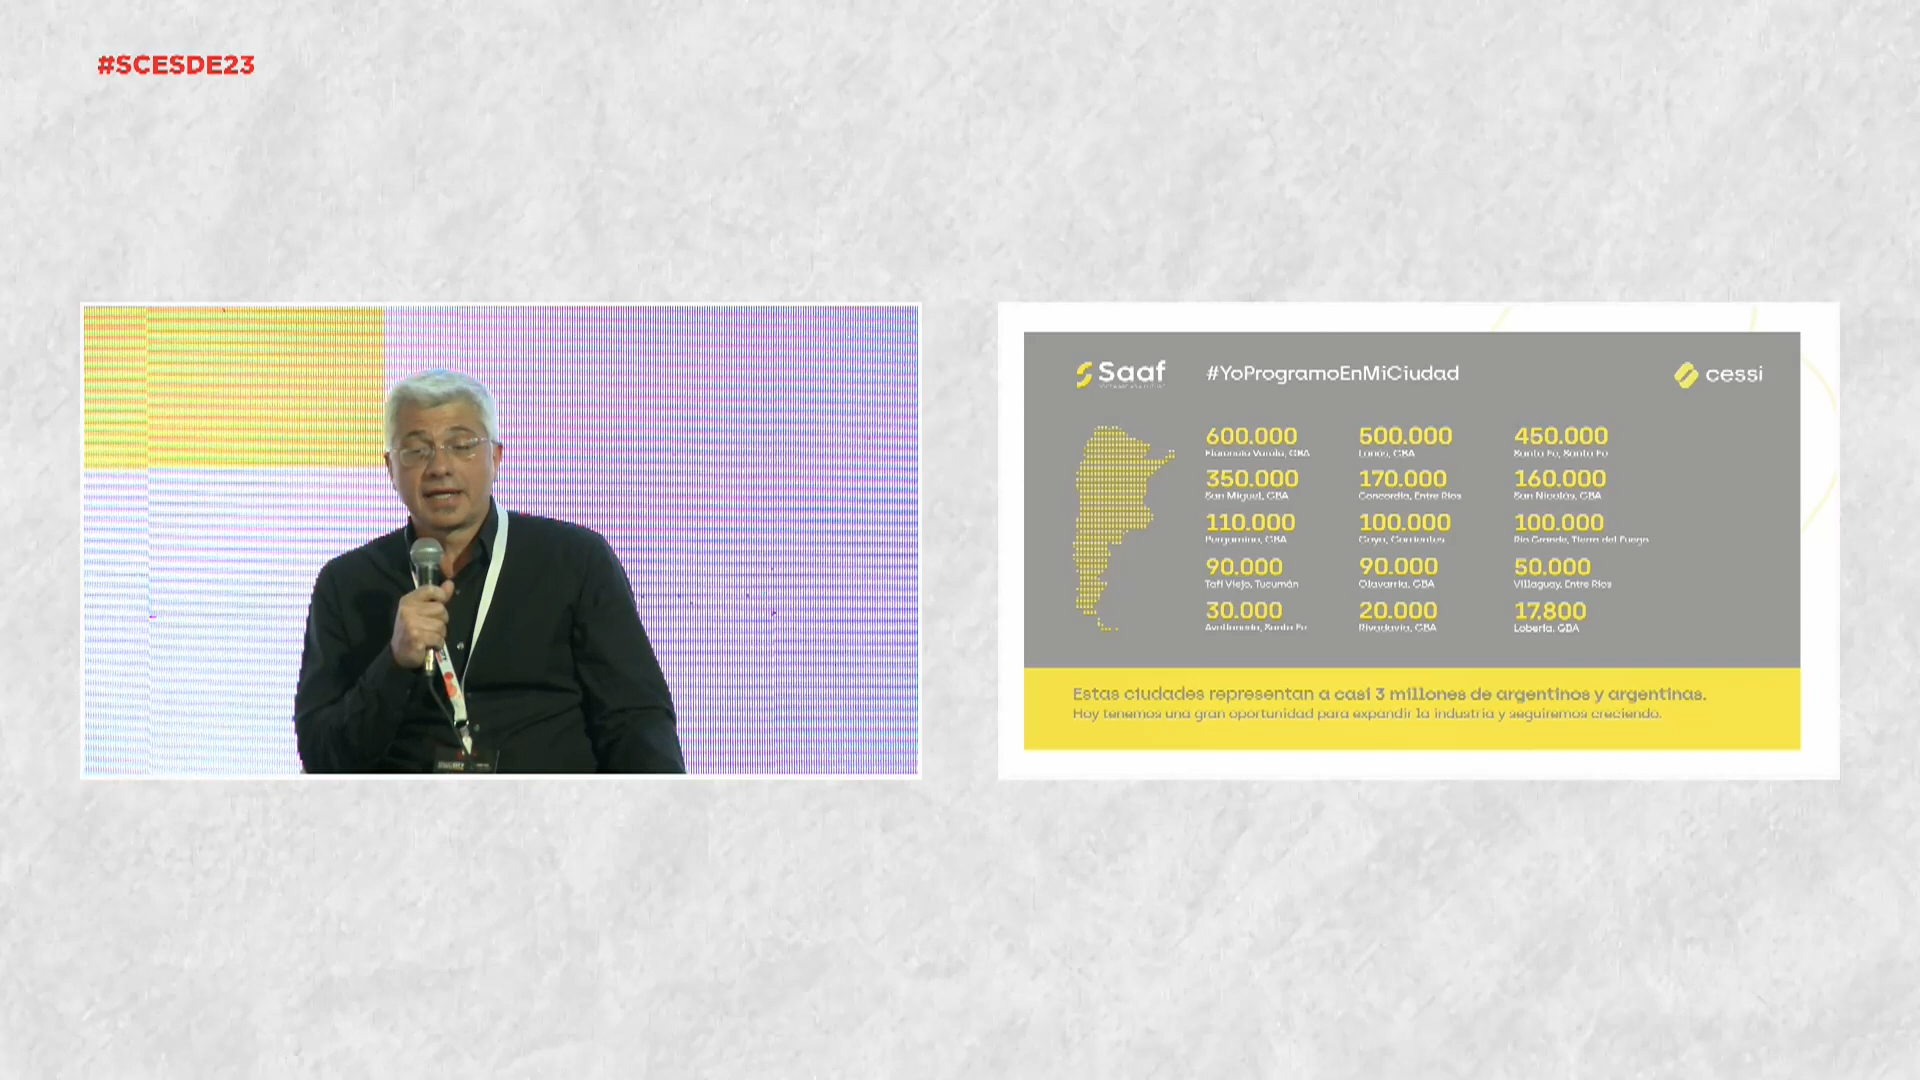 #SCESDE23
Saaf
#YoProgramoEnMiCiudad
cessi
600.000 500.000 450.000
Florencio Varela, GBA Lanús, GBA Santa Fe, Santa Fe
350.000 170.000 160.000
San Miguel, GBA Concordia, Entre Ríos San Nicolás, GBA
110.000 100.000 100.000
Pergamino, GBA Goya, Corrientes Río Grande, Tierra del Fuego
90.000 90.000 50.000
Tafí Viejo, Tucumán Olavarría, GBA Villaguay, Entre Ríos
30.000 20.000 17.800
Avellaneda, Santa Fe Rivadavia, GBA Lobería, GBA
Estas ciudades representan a casi 3 millones de argentinos y argentinas.
Hoy tenemos una gran oportunidad para expandir la industria y seguiremos creciendo.